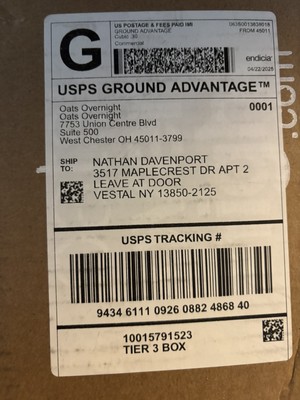 G
US POSTAGE & FEES PAID IMI
GROUND ADVANTAGE
Commercial
FROM 45011
endicia
USPS GROUND ADVANTAGE™
Oats Overnight
Oats Overnight
7753 Union Centre Blvd
Suite 500
West Chester OH 45011-3799
0001
SHIP TO:
NATHAN DAVENPORT
3517 MAPLECREST DR APT 2
LEAVE AT DOOR
VESTAL NY 13850-2125
USPS TRACKING #
9434 6111 0926 0882 4868 40
10015791523
TIER 3 BOX